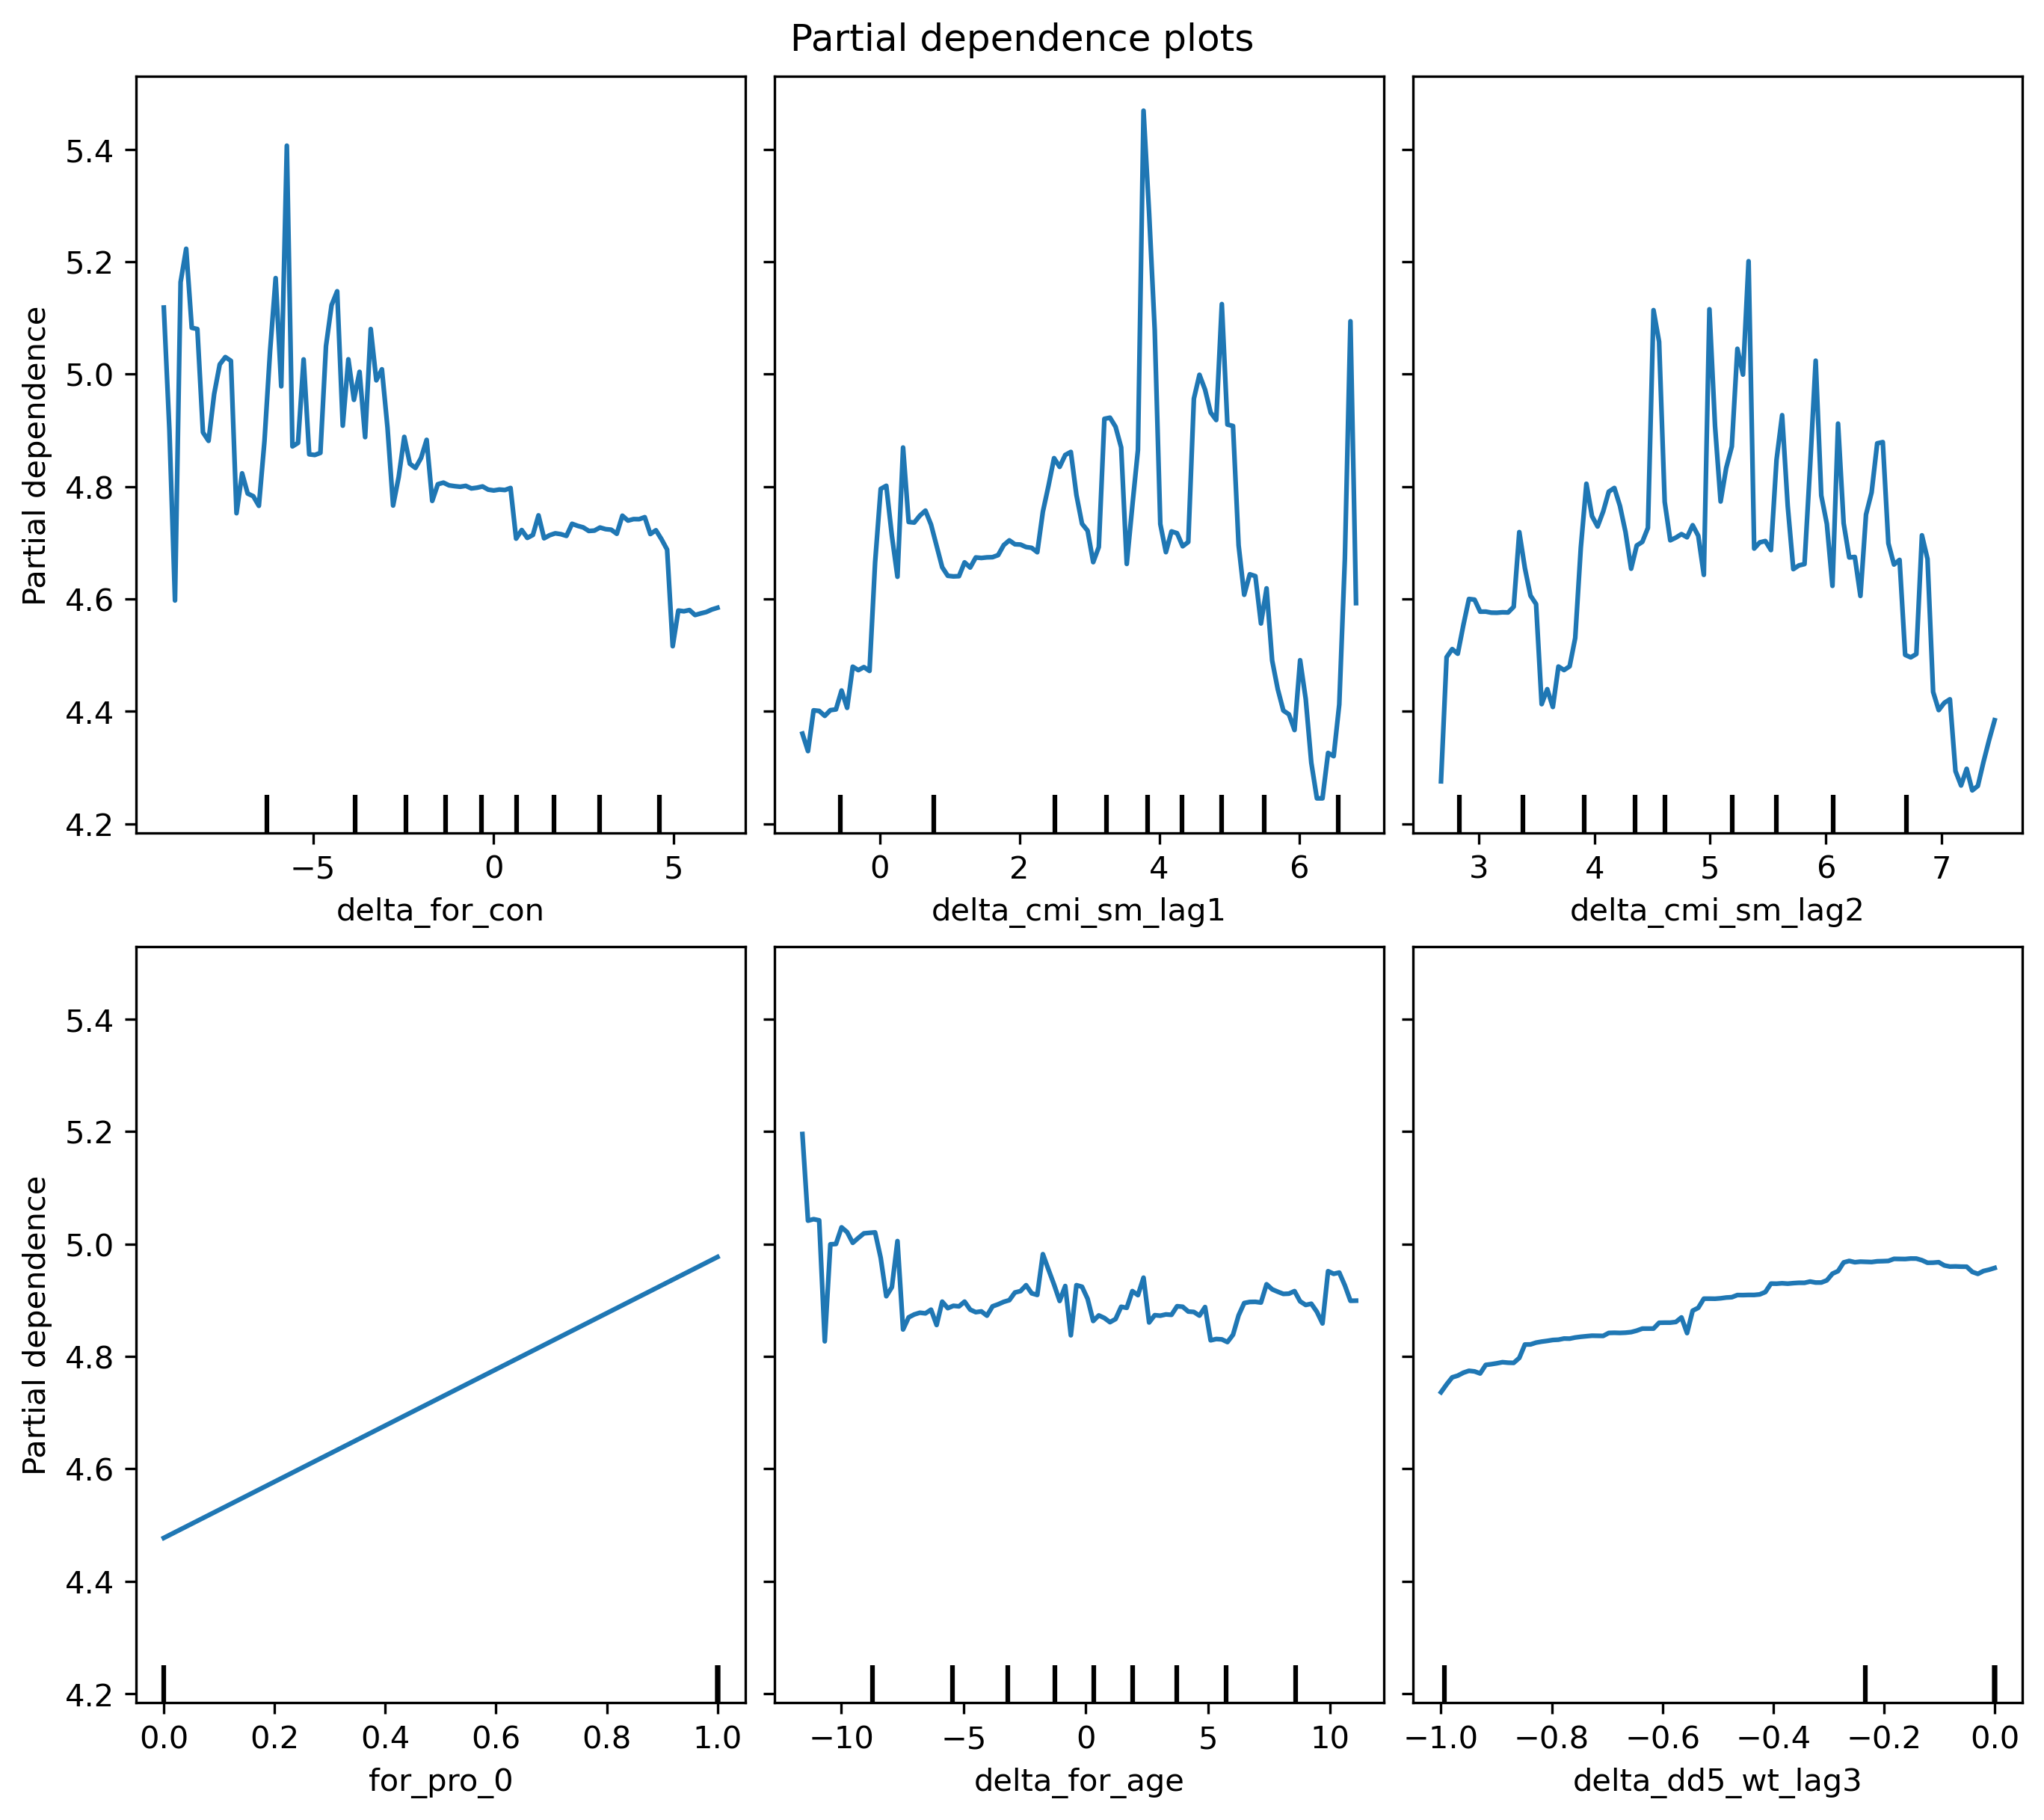 Partial dependence plots
Partial dependence
5.4
5.2
5.0
4.8
4.6
4.4
4.2
−5 0 5
delta_for_con
0 2 4 6
delta_cmi_sm_lag1
3 4 5 6 7
delta_cmi_sm_lag2
Partial dependence
5.4
5.2
5.0
4.8
4.6
4.4
4.2
0.0 0.2 0.4 0.6 0.8 1.0
for_pro_0
−10 −5 0 5 10
delta_for_age
−1.0 −0.8 −0.6 −0.4 −0.2 0.0
delta_dd5_wt_lag3